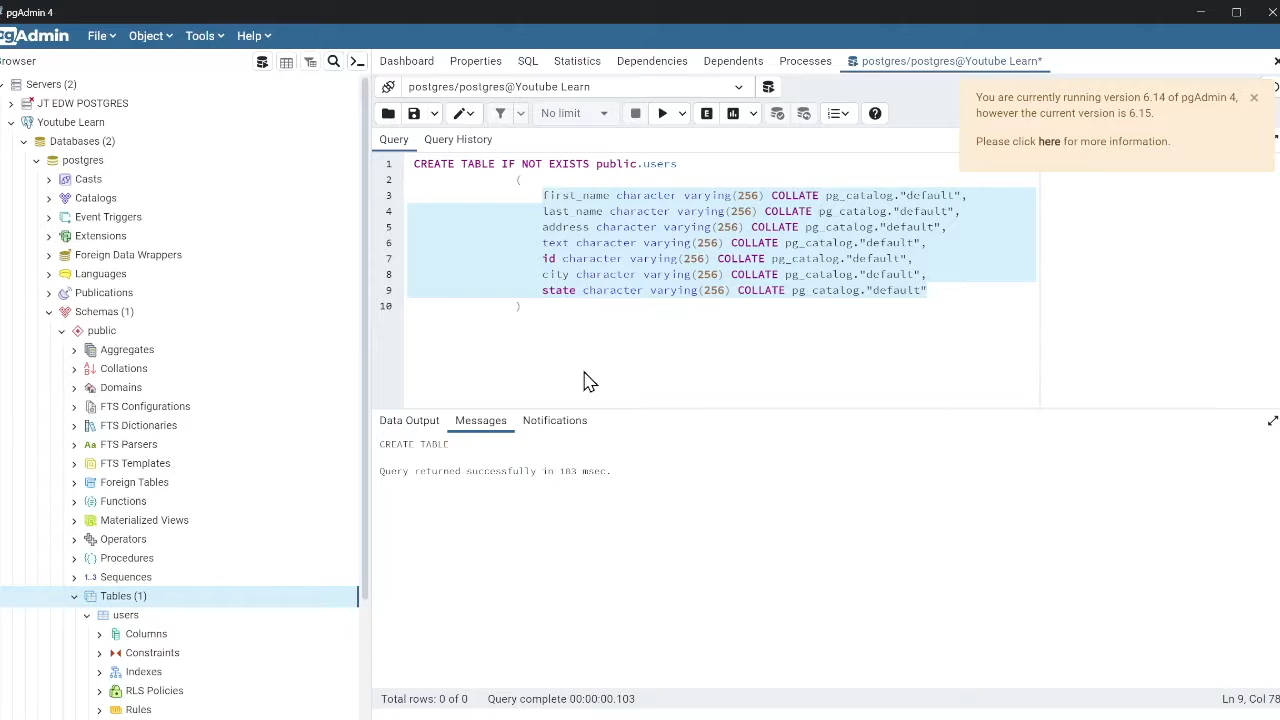 pgAdmin 4
pgAdmin
File
Object
Tools
Help
rowser
Dashboard
Properties
SQL
Statistics
Dependencies
Dependents
Processes
postgres/postgres@Youtube Learn*
Servers (2)
JT EDW POSTGRES
Youtube Learn
Databases (2)
postgres
Casts
Catalogs
Event Triggers
Extensions
Foreign Data Wrappers
Languages
Publications
Schemas (1)
public
Aggregates
Collations
Domains
FTS Configurations
FTS Dictionaries
Aa FTS Parsers
FTS Templates
Foreign Tables
Functions
Materialized Views
Operators
Procedures
1..3 Sequences
Tables (1)
users
Columns
Constraints
Indexes
RLS Policies
Rules
postgres/postgres@Youtube Learn
No limit
E
You are currently running version 6.14 of pgAdmin 4,
however the current version is 6.15.
Please click here for more information.
Query
Query History
1 CREATE TABLE IF NOT EXISTS public.users
2 (
3 first_name character varying(256) COLLATE pg_catalog."default",
4 last_name character varying(256) COLLATE pg_catalog."default",
5 address character varying(256) COLLATE pg_catalog."default",
6 text character varying(256) COLLATE pg_catalog."default",
7 id character varying(256) COLLATE pg_catalog."default",
8 city character varying(256) COLLATE pg_catalog."default",
9 state character varying(256) COLLATE pg_catalog."default"
10 )
Data Output
Messages
Notifications
CREATE TABLE
Query returned successfully in 103 msec.
Total rows: 0 of 0
Query complete 00:00:00.103
Ln 9, Col 78